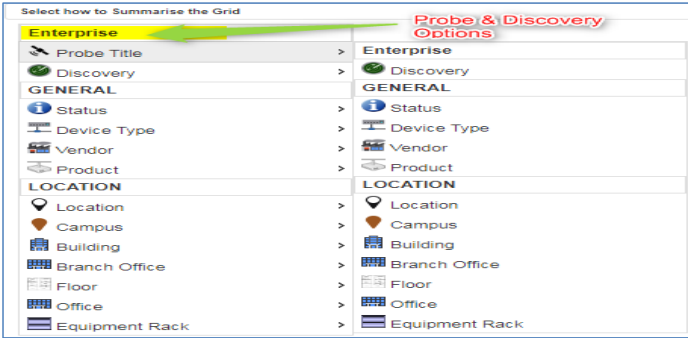 Select how to Summarise the Grid
Probe & Discovery
Options
Enterprise
Probe Title >
Discovery >
GENERAL
Status >
Device Type >
Vendor >
Product >
LOCATION
Location >
Campus >
Building >
Branch Office >
Floor >
Office >
Equipment Rack >
Enterprise
Discovery
GENERAL
Status
Device Type
Vendor
Product
LOCATION
Location
Campus
Building
Branch Office
Floor
Office
Equipment Rack